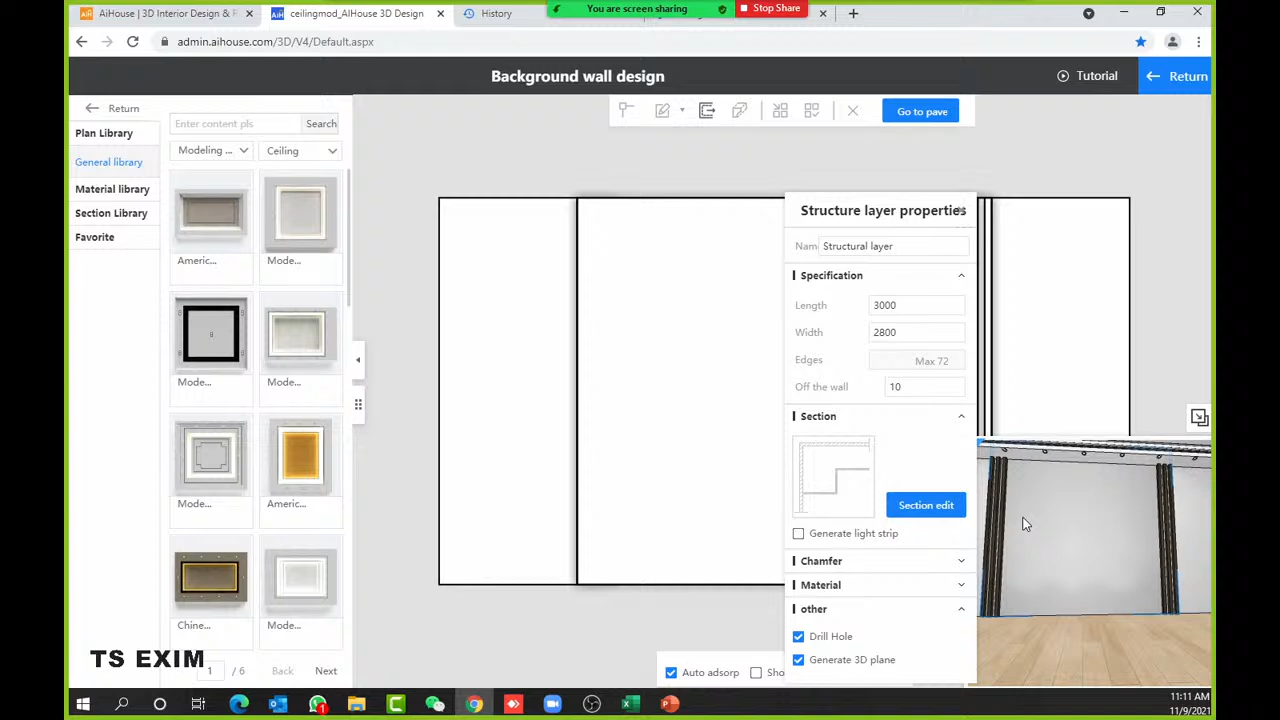 AiHouse | 3D Interior Design &
ceilingmod_AIHouse 3D Design
History
You are screen sharing
Stop Share
admin.aihouse.com/3D/V4/Default.aspx
Background wall design
Tutorial
Return
Return
Plan Library
General library
Material library
Section Library
Favorite
Enter content pls
Search
Modeling ...
Ceiling
Americ...
Mode...
Mode...
Mode...
Mode...
Americ...
Chine...
Mode...
1 / 6 Back Next
Go to pave
Structure layer properties
Name Structural layer
Specification
Length 3000
Width 2800
Edges Max 72
Off the wall 10
Section
Section edit
Generate light strip
Chamfer
Material
other
Drill Hole
Generate 3D plane
Auto adsorp
Sho
TS EXIM
11:11 AM
11/9/2021